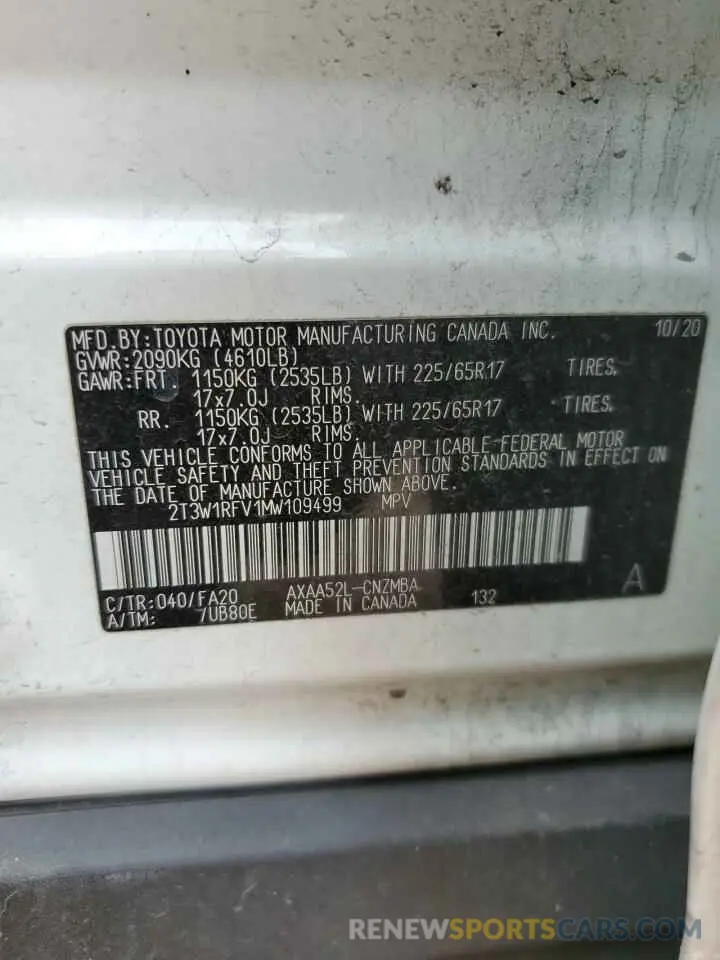 MFD.BY:TOYOTA MOTOR MANUFACTURING CANADA INC. 10/20
GVWR:2090KG (4610LB)
GAWR:FRT. 1150KG (2535LB) WITH 225/65R17 TIRES.
17x7.0J RIMS.
RR. 1150KG (2535LB) WITH 225/65R17 TIRES.
17x7.0J RIMS.
THIS VEHICLE CONFORMS TO ALL APPLICABLE FEDERAL MOTOR
VEHICLE SAFETY AND THEFT PREVENTION STANDARDS IN EFFECT ON
THE DATE OF MANUFACTURE SHOWN ABOVE.
2T3W1RFV1MW109499 MPV
C/TR:040/FA20 AXAA52L-CNZMBA 132 A
A/TM: /UB80E MADE IN CANADA
RENEWSPORTSCARS.COM